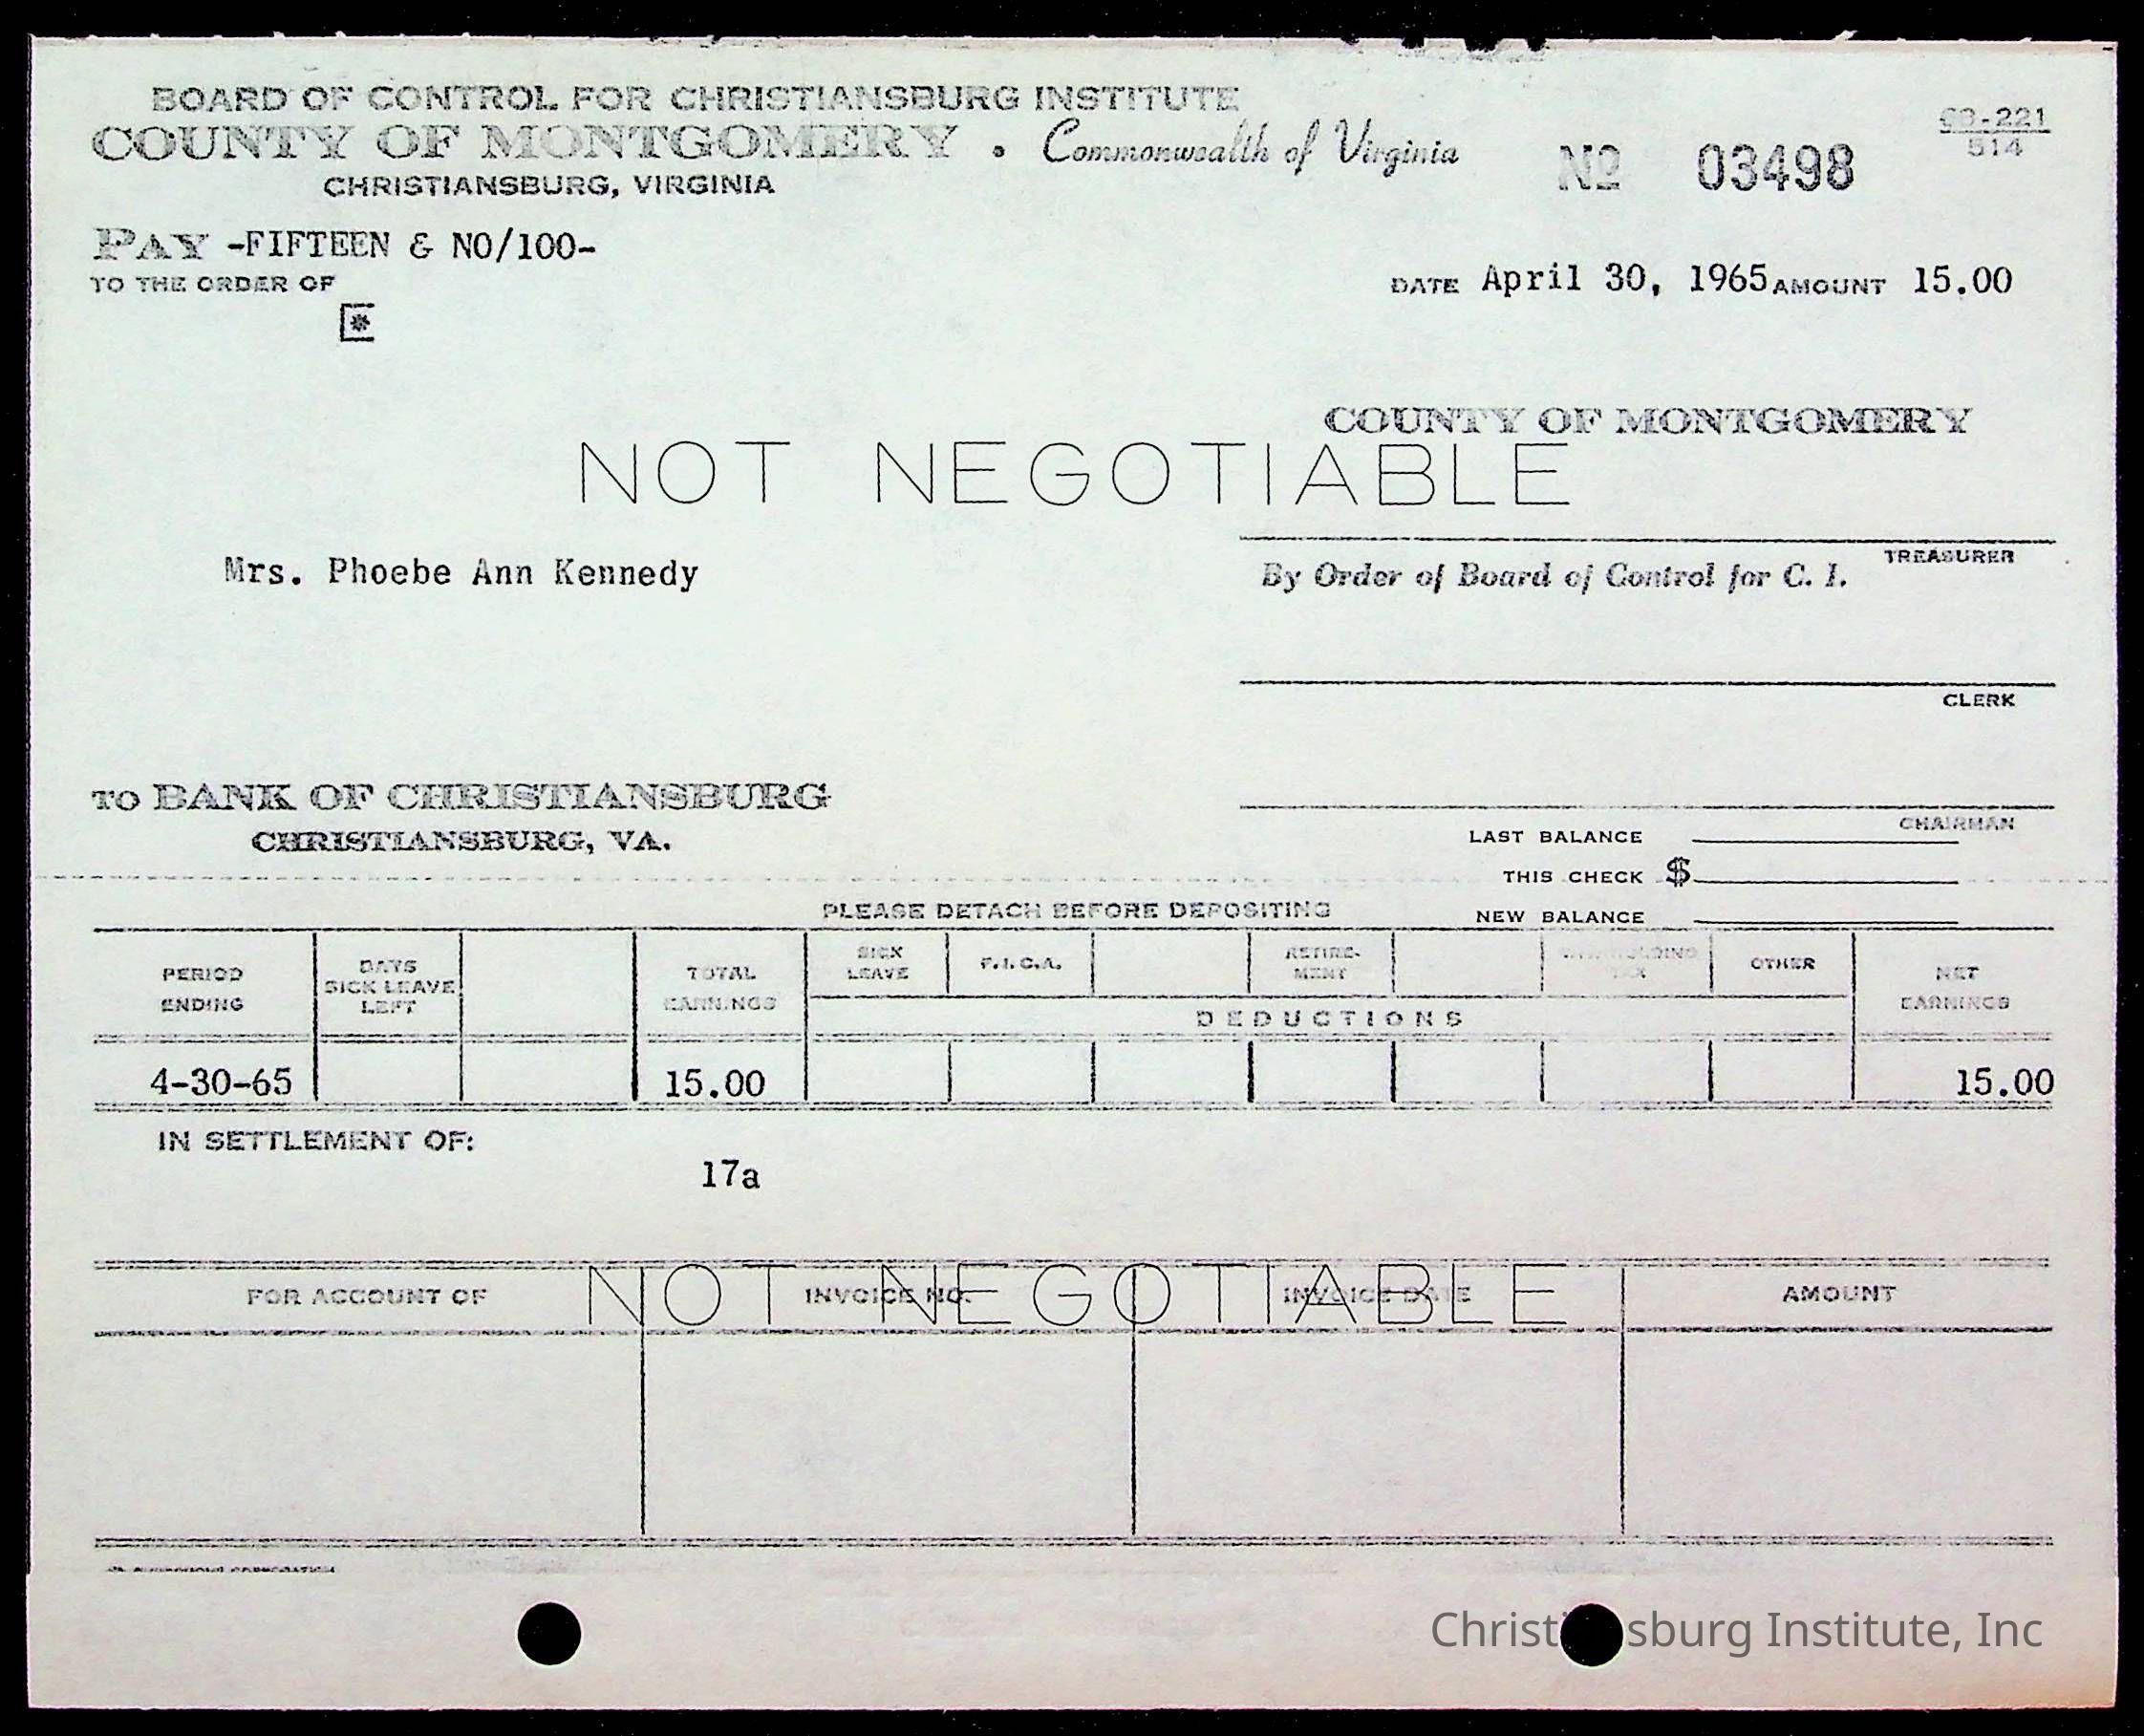 BOARD OF CONTROL FOR CHRISTIANSBURG INSTITUTE
COUNTY OF MONTGOMERY . Commonwealth of Virginia
CHRISTIANSBURG, VIRGINIA
№ 03498
-221
514
PAY -FIFTEEN & NO/100-
TO THE ORDER OF
DATE April 30, 1965 AMOUNT 15.00
COUNTY OF MONTGOMERY
NOT NEGOTIABLE
TREASURER
Mrs. Phoebe Ann Kennedy
By Order of Board of Control for C. I.
CLERK
TO BANK OF CHRISTIANSBURG
CHRISTIANSBURG, VA.
CHAIRMAN
LAST BALANCE
THIS CHECK $
NEW BALANCE
PLEASE DETACH BEFORE DEPOSITING
PERIOD ENDING
DAYS SICK LEAVE LEFT
TOTAL EARNINGS
SICK LEAVE
F.I.C.A.
RETIRE-MENT
WITHHOLDING TAX
OTHER
NET EARNINGS
DEDUCTIONS
4-30-65 15.00 15.00
IN SETTLEMENT OF:
17a
NOT NEGOTIABLE
FOR ACCOUNT OF INVOICE NO. INVOICE DATE AMOUNT
Institute, Inc